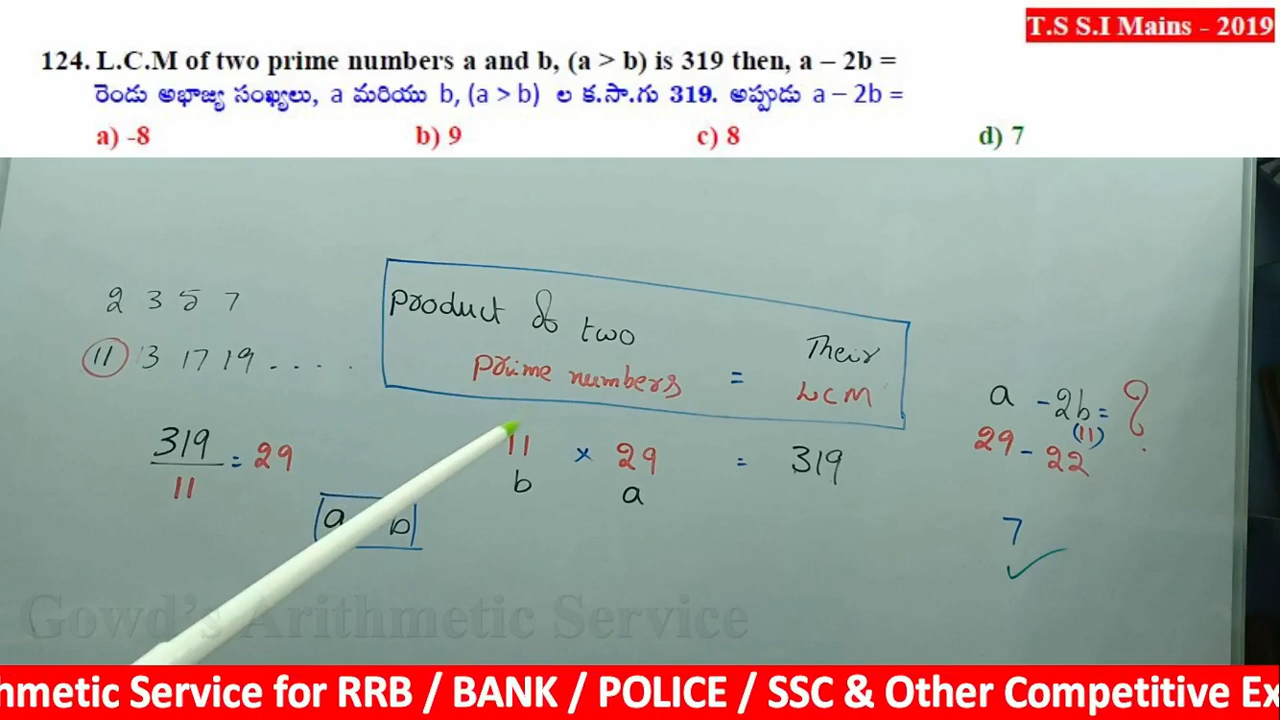 T.S S.I Mains - 2019
124. L.C.M of two prime numbers a and b, (a > b) is 319 then, a – 2b =
రెండు అభాజ్య సంఖ్యలు, a మరియు b, (a > b) ల క.సా.గు 319. అప్పుడు a – 2b =
a) -8 b) 9 c) 8 d) 7
2 3 5 7
11 13 17 19 . . . .
Product of two
prime numbers = Their LCM
319/11 = 29
11 × 29 = 319
b a
a b
a - 2b = ?
(11)
29 - 22
7 ✓
Gowd's Arithmetic Service
hmetic Service for RRB / BANK / POLICE / SSC & Other Competitive Ex